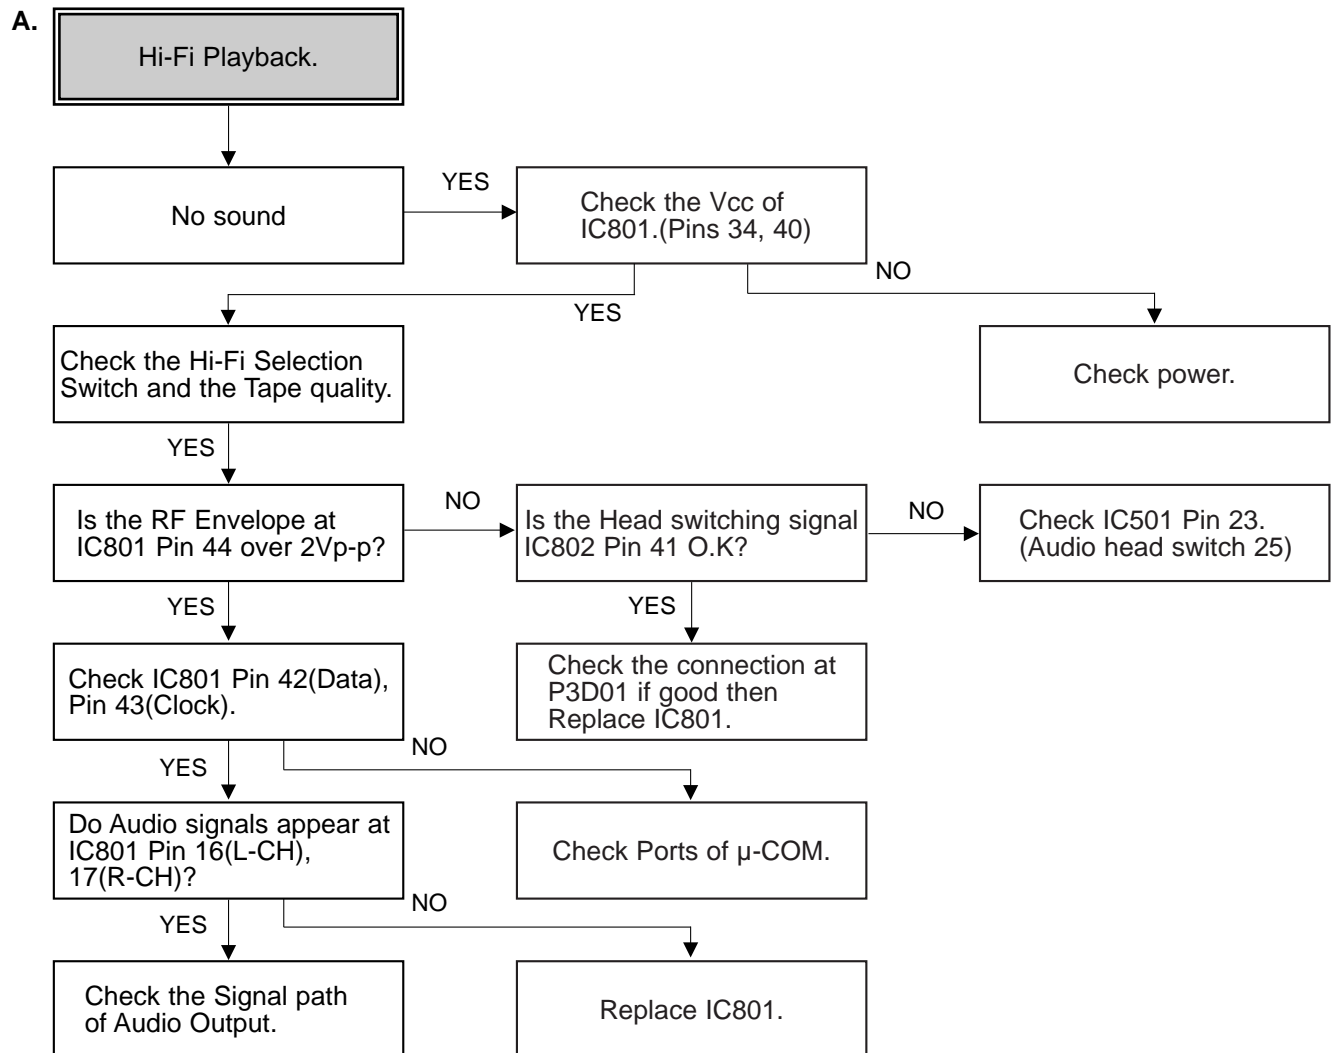 A.
Hi-Fi Playback.
No sound
YES
Check the Vcc of
IC801.(Pins 34, 40)
NO
YES
Check the Hi-Fi Selection
Switch and the Tape quality.
Check power.
YES
Is the RF Envelope at
IC801 Pin 44 over 2Vp-p?
NO
Is the Head switching signal
IC802 Pin 41 O.K?
NO
Check IC501 Pin 23.
(Audio head switch 25)
YES
YES
Check IC801 Pin 42(Data),
Pin 43(Clock).
Check the connection at
P3D01 if good then
Replace IC801.
NO
YES
Do Audio signals appear at
IC801 Pin 16(L-CH),
17(R-CH)?
Check Ports of µ-COM.
NO
YES
Check the Signal path
of Audio Output.
Replace IC801.